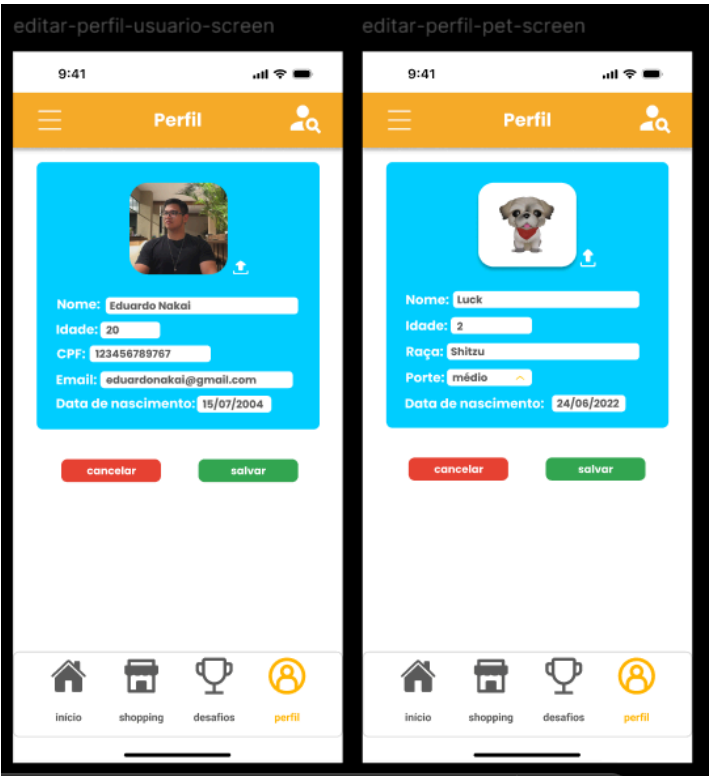 editar-perfil-usuario-screen
9:41
Perfil
Nome: Eduardo Nakai
Idade: 20
CPF: 123456789767
Email: eduardonakai@gmail.com
Data de nascimento: 15/07/2004
cancelar salvar
início shopping desafios perfil
editar-perfil-pet-screen
9:41
Perfil
Nome: Luck
Idade: 2
Raça: Shitzu
Porte: médio
Data de nascimento: 24/06/2022
cancelar salvar
início shopping desafios perfil